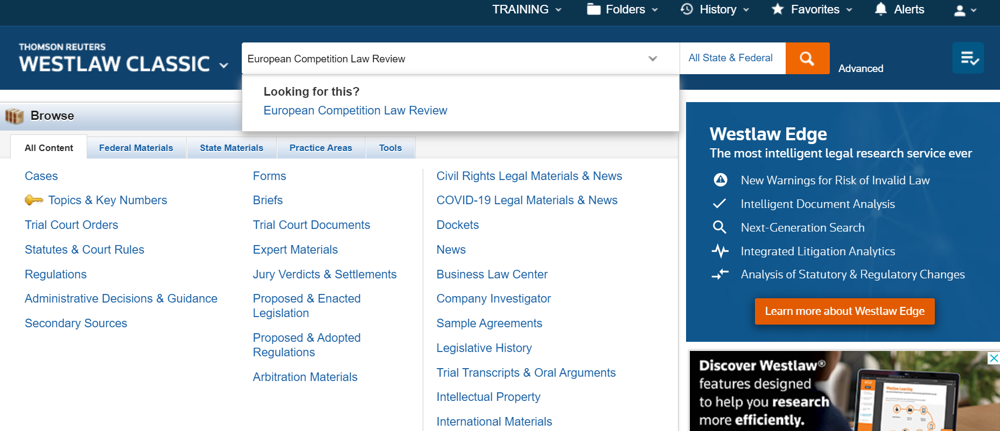 TRAINING
Folders
History
Favorites
Alerts
THOMSON REUTERS
WESTLAW CLASSIC
European Competition Law Review
All State & Federal
Advanced
Looking for this?
European Competition Law Review
Browse
All Content
Federal Materials
State Materials
Practice Areas
Tools
Cases
Topics & Key Numbers
Trial Court Orders
Statutes & Court Rules
Regulations
Administrative Decisions & Guidance
Secondary Sources
Forms
Briefs
Trial Court Documents
Expert Materials
Jury Verdicts & Settlements
Proposed & Enacted
Legislation
Proposed & Adopted
Regulations
Arbitration Materials
Civil Rights Legal Materials & News
COVID-19 Legal Materials & News
Dockets
News
Business Law Center
Company Investigator
Sample Agreements
Legislative History
Trial Transcripts & Oral Arguments
Intellectual Property
International Materials
Westlaw Edge
The most intelligent legal research service ever
New Warnings for Risk of Invalid Law
Intelligent Document Analysis
Next-Generation Search
Integrated Litigation Analytics
Analysis of Statutory & Regulatory Changes
Learn more about Westlaw Edge
Discover Westlaw®
features designed
to help you research
more efficiently.
Westlaw Learning